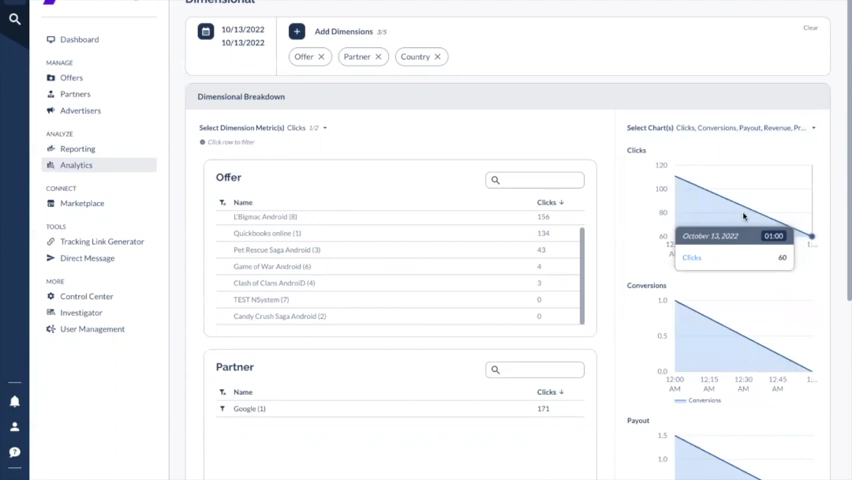 Dimensional
10/13/2022
10/13/2022
Add Dimensions 3/5
Clear
Offer
Partner
Country
Dashboard
MANAGE
Offers
Partners
Advertisers
ANALYZE
Reporting
Analytics
CONNECT
Marketplace
TOOLS
Tracking Link Generator
Direct Message
MORE
Control Center
Investigator
User Management
Dimensional Breakdown
Select Dimension Metric(s) Clicks 1/2
Click row to filter
Offer
Name Clicks
L'Bigmac Android (8) 156
Quickbooks online (1) 134
Pet Rescue Saga Android (3) 43
Game of War Android (6) 4
Clash of Clans AndroiD (4) 3
TEST NSystem (7) 0
Candy Crush Saga Android (2) 0
Partner
Name Clicks
Google (1) 171
Select Chart(s) Clicks, Conversions, Payout, Revenue, Pr...
Clicks
120
100
80
60
1...
October 13, 2022 01:00
Clicks 60
Conversions
1.0
0.5
0.0
12:00 AM
12:15 AM
12:30 AM
12:45 AM
1...
Conversions
Payout
1.5
1.0